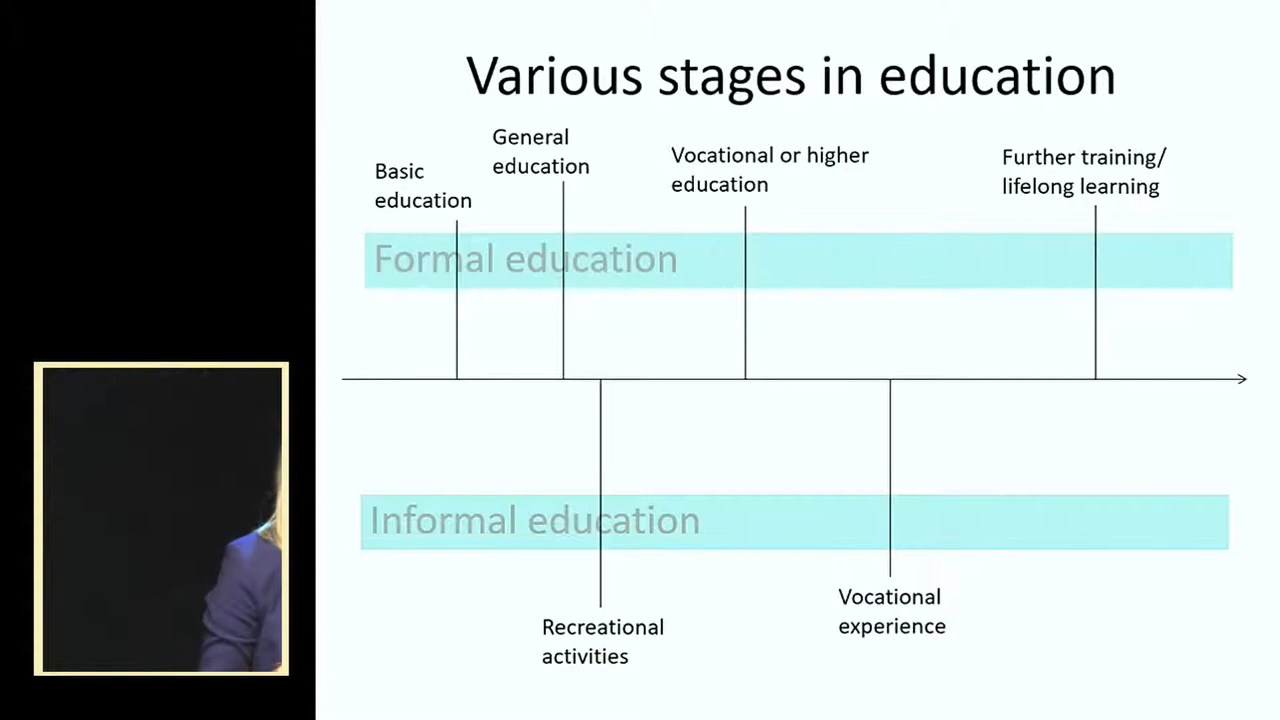 Various stages in education
General
education
Basic
education
Vocational or higher
education
Further training/
lifelong learning
Formal education
Informal education
Recreational
activities
Vocational
experience